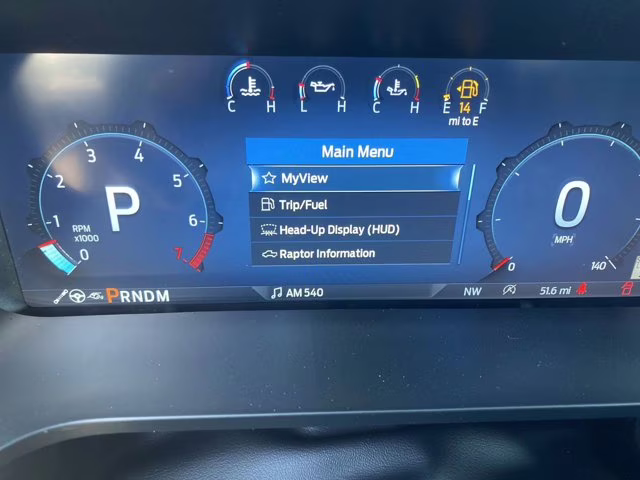 C H L H C H E F
14
mi to E
Main Menu
MyView
Trip/Fuel
Head-Up Display (HUD)
Raptor Information
P
RPM
x1000
0 1 2 3 4 5 6 7
0
MPH
0 140
PRNDM
AM 540
NW
51.6 mi